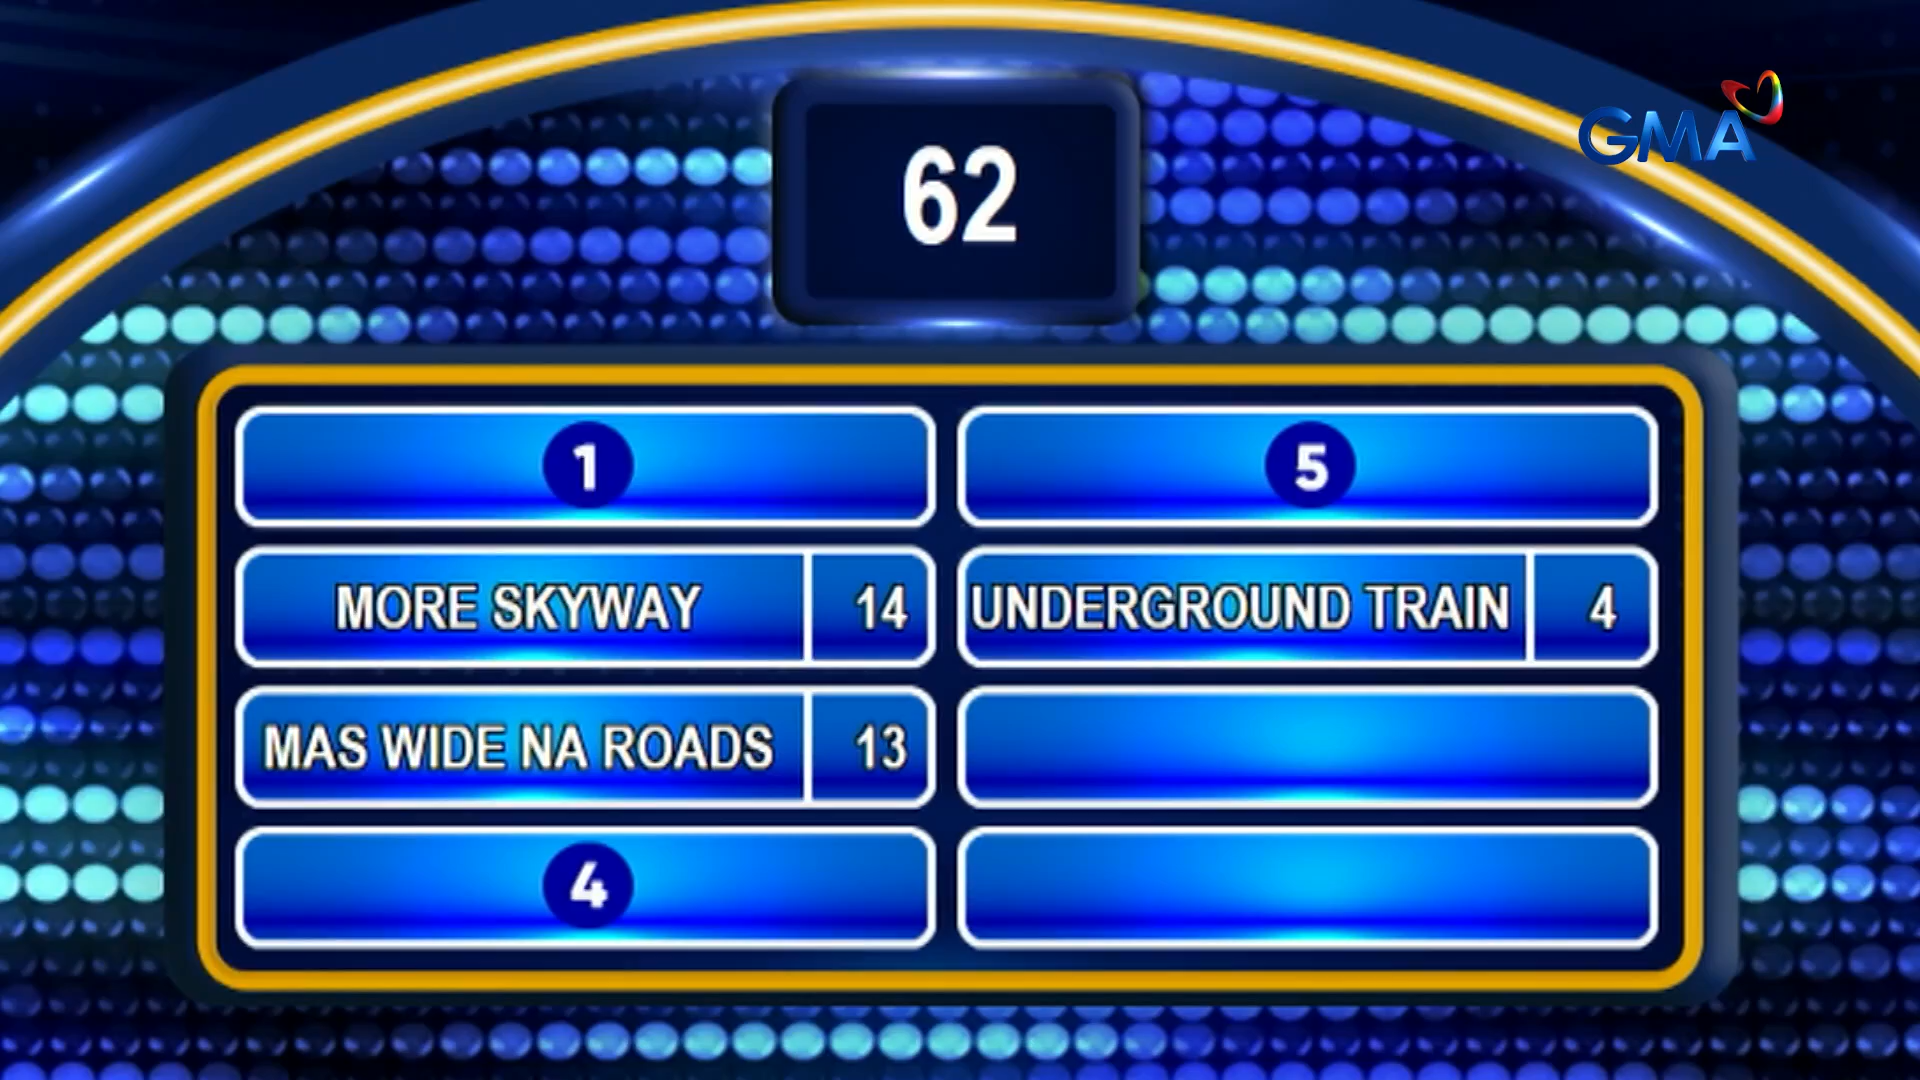 GMA
62
1
MORE SKYWAY 14
MAS WIDE NA ROADS 13
4
5
UNDERGROUND TRAIN 4